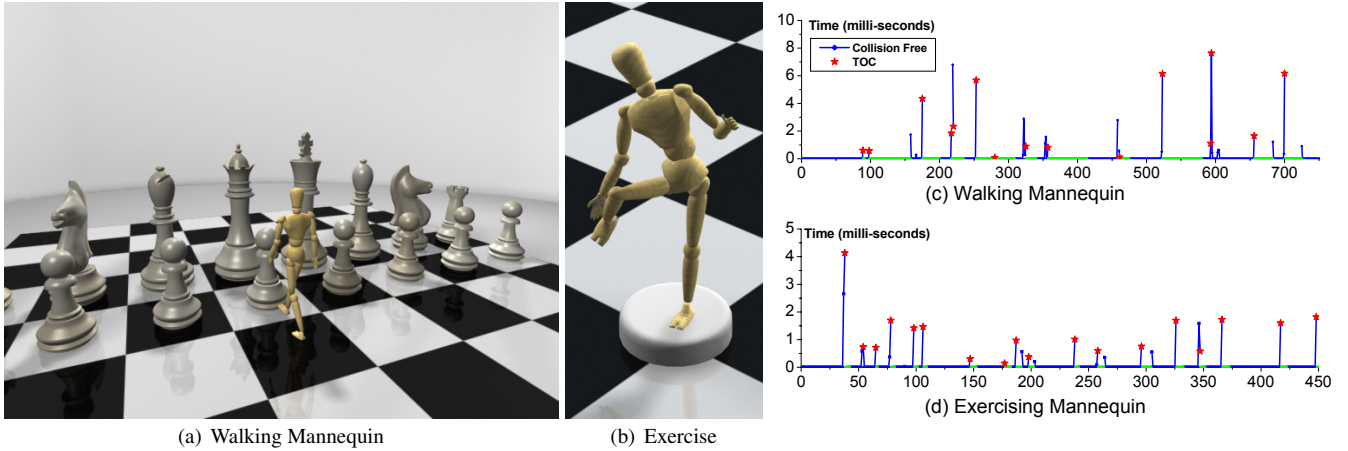 (a) Walking Mannequin
(b) Exercise
Time (milli-seconds)
10
8
6
4
2
0
Collision Free
TOC
0 100 200 300 400 500 600 700
(c) Walking Mannequin
Time (milli-seconds)
5
4
3
2
1
0
0 50 100 150 200 250 300 350 400 450
(d) Exercising Mannequin